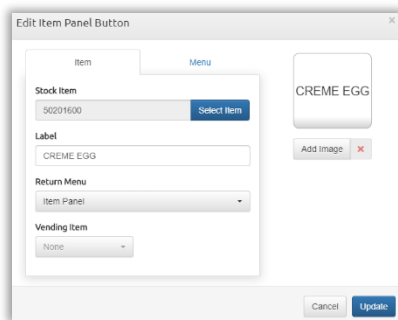 Edit Item Panel Button ×
Item Menu
Stock Item
50201600 Select Item
CREME EGG
Label
CREME EGG
Add Image ×
Return Menu
Item Panel
Vending Item
None
Cancel Update